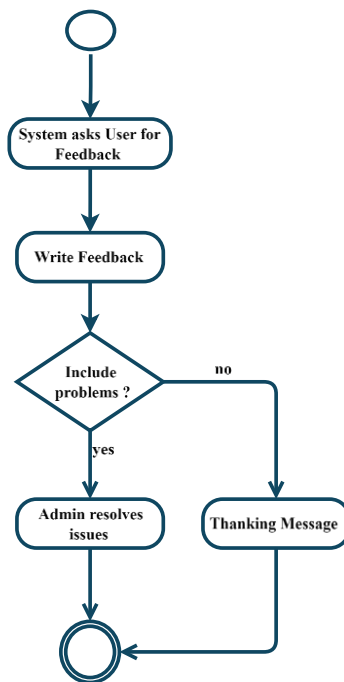 System asks User for
Feedback
Write Feedback
Include
problems ?
no
yes
Admin resolves
issues
Thanking Message